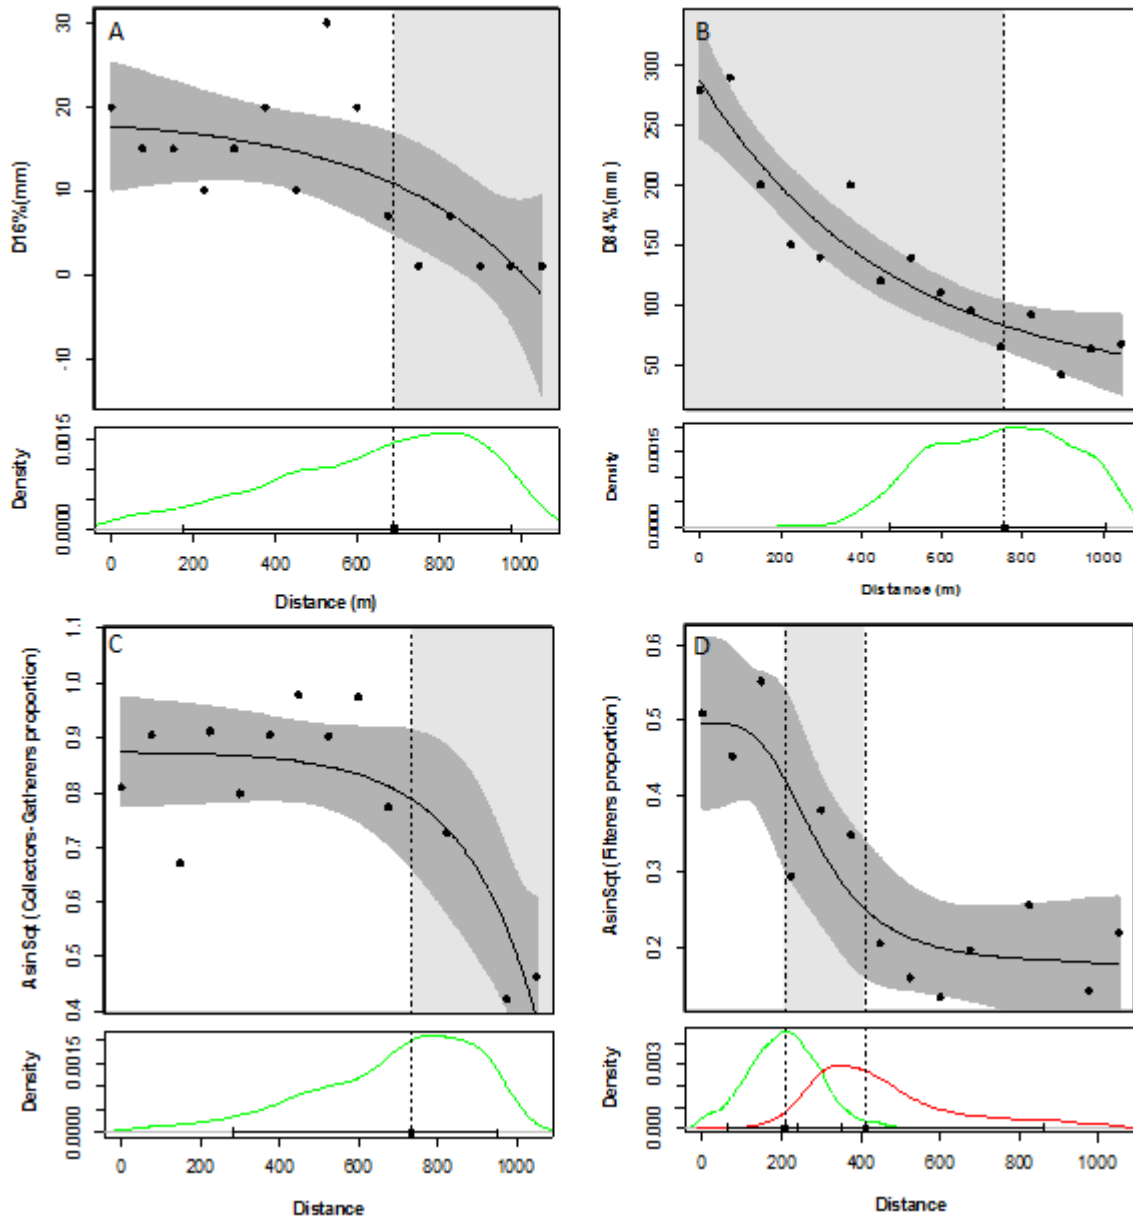 A
D16%(mm)
30
20
10
0
-10
Density
0.0015
0.0000
0 200 400 600 800 1000
Distance (m)
B
D84%(mm)
300
250
200
150
100
50
Density
0.0015
0.0000
0 200 400 600 800 1000
Distance (m)
C
AsinSqt (Collectors-Gatherers proportion)
1.1
1.0
0.9
0.8
0.7
0.6
0.5
0.4
Density
0.0015
0.0000
0 200 400 600 800 1000
Distance
D
AsinSqt (Filterers proportion)
0.6
0.5
0.4
0.3
0.2
Density
0.003
0.000
0 200 400 600 800 1000
Distance